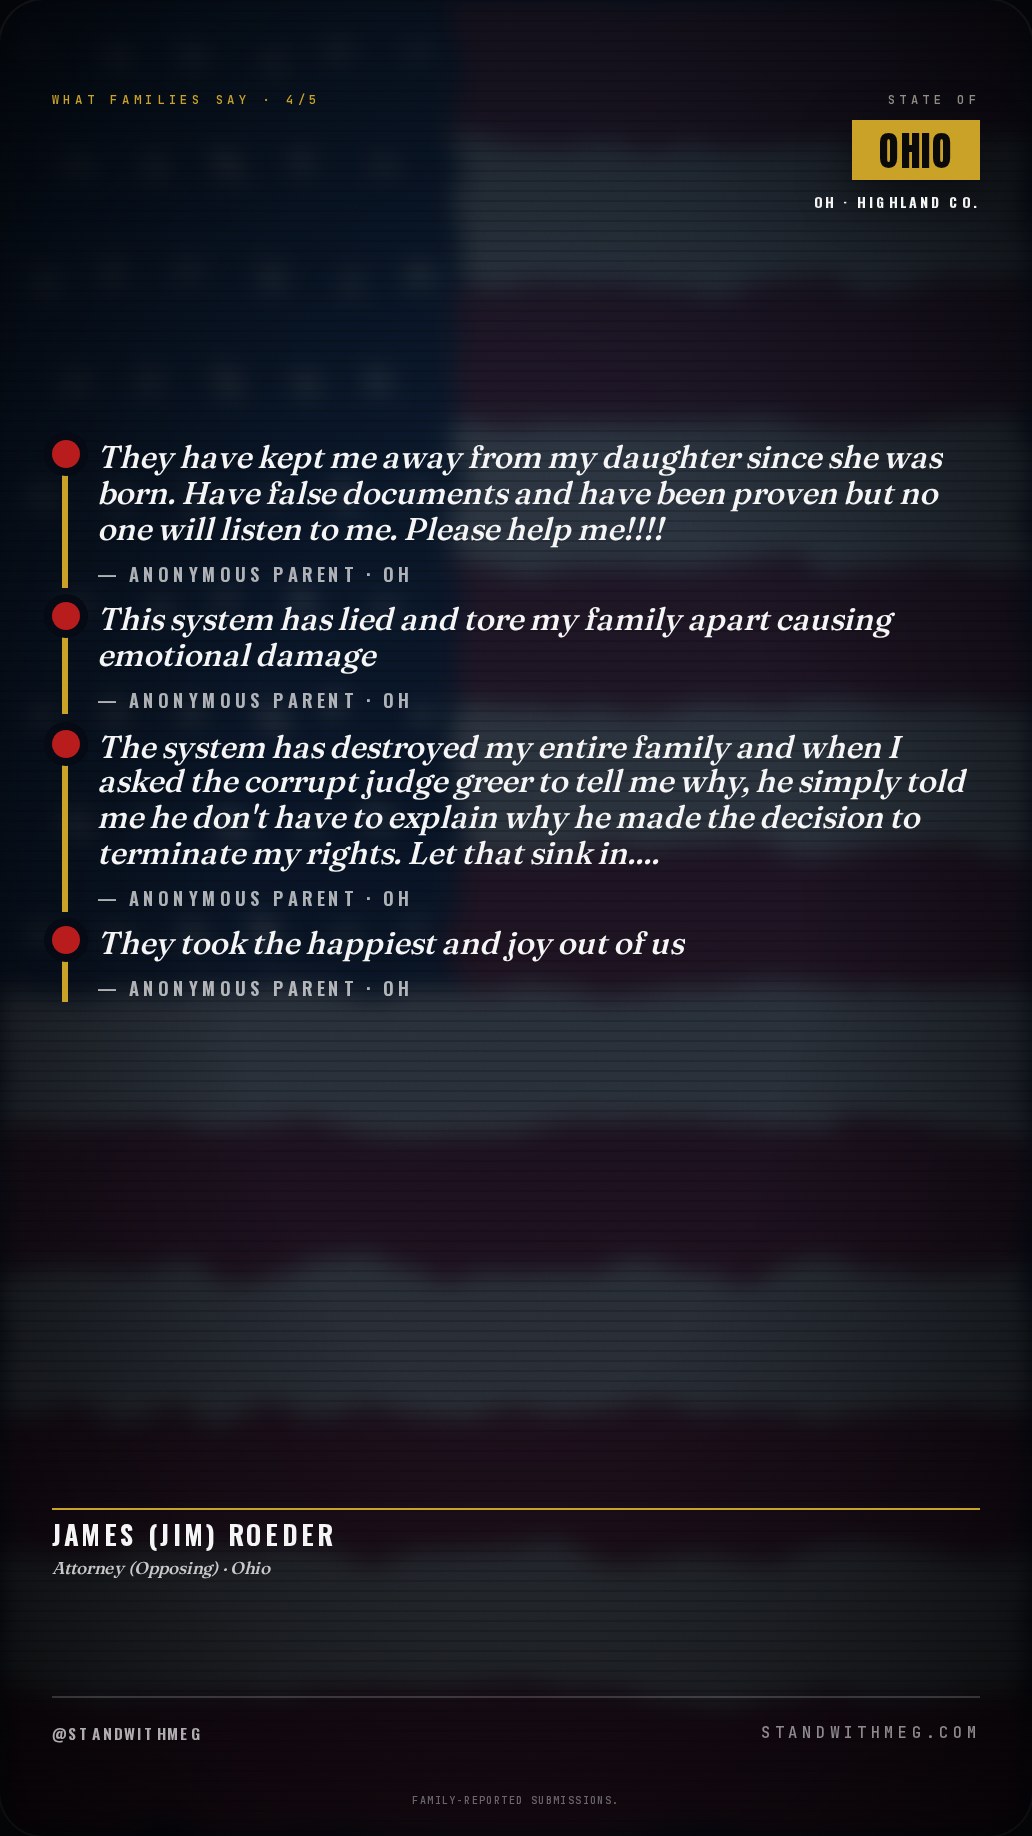 WHAT FAMILIES SAY · 4/5
STATE OF
OHIO
OH · HIGHLAND CO.
They have kept me away from my daughter since she was
born. Have false documents and have been proven but no
one will listen to me. Please help me!!!!
— ANONYMOUS PARENT · OH
This system has lied and tore my family apart causing
emotional damage
— ANONYMOUS PARENT · OH
The system has destroyed my entire family and when I
asked the corrupt judge greer to tell me why, he simply told
me he don't have to explain why he made the decision to
terminate my rights. Let that sink in....
— ANONYMOUS PARENT · OH
They took the happiest and joy out of us
— ANONYMOUS PARENT · OH
JAMES (JIM) ROEDER
Attorney (Opposing) · Ohio
@STANDWITHMEG
STANDWITHMEG.COM
FAMILY-REPORTED SUBMISSIONS.